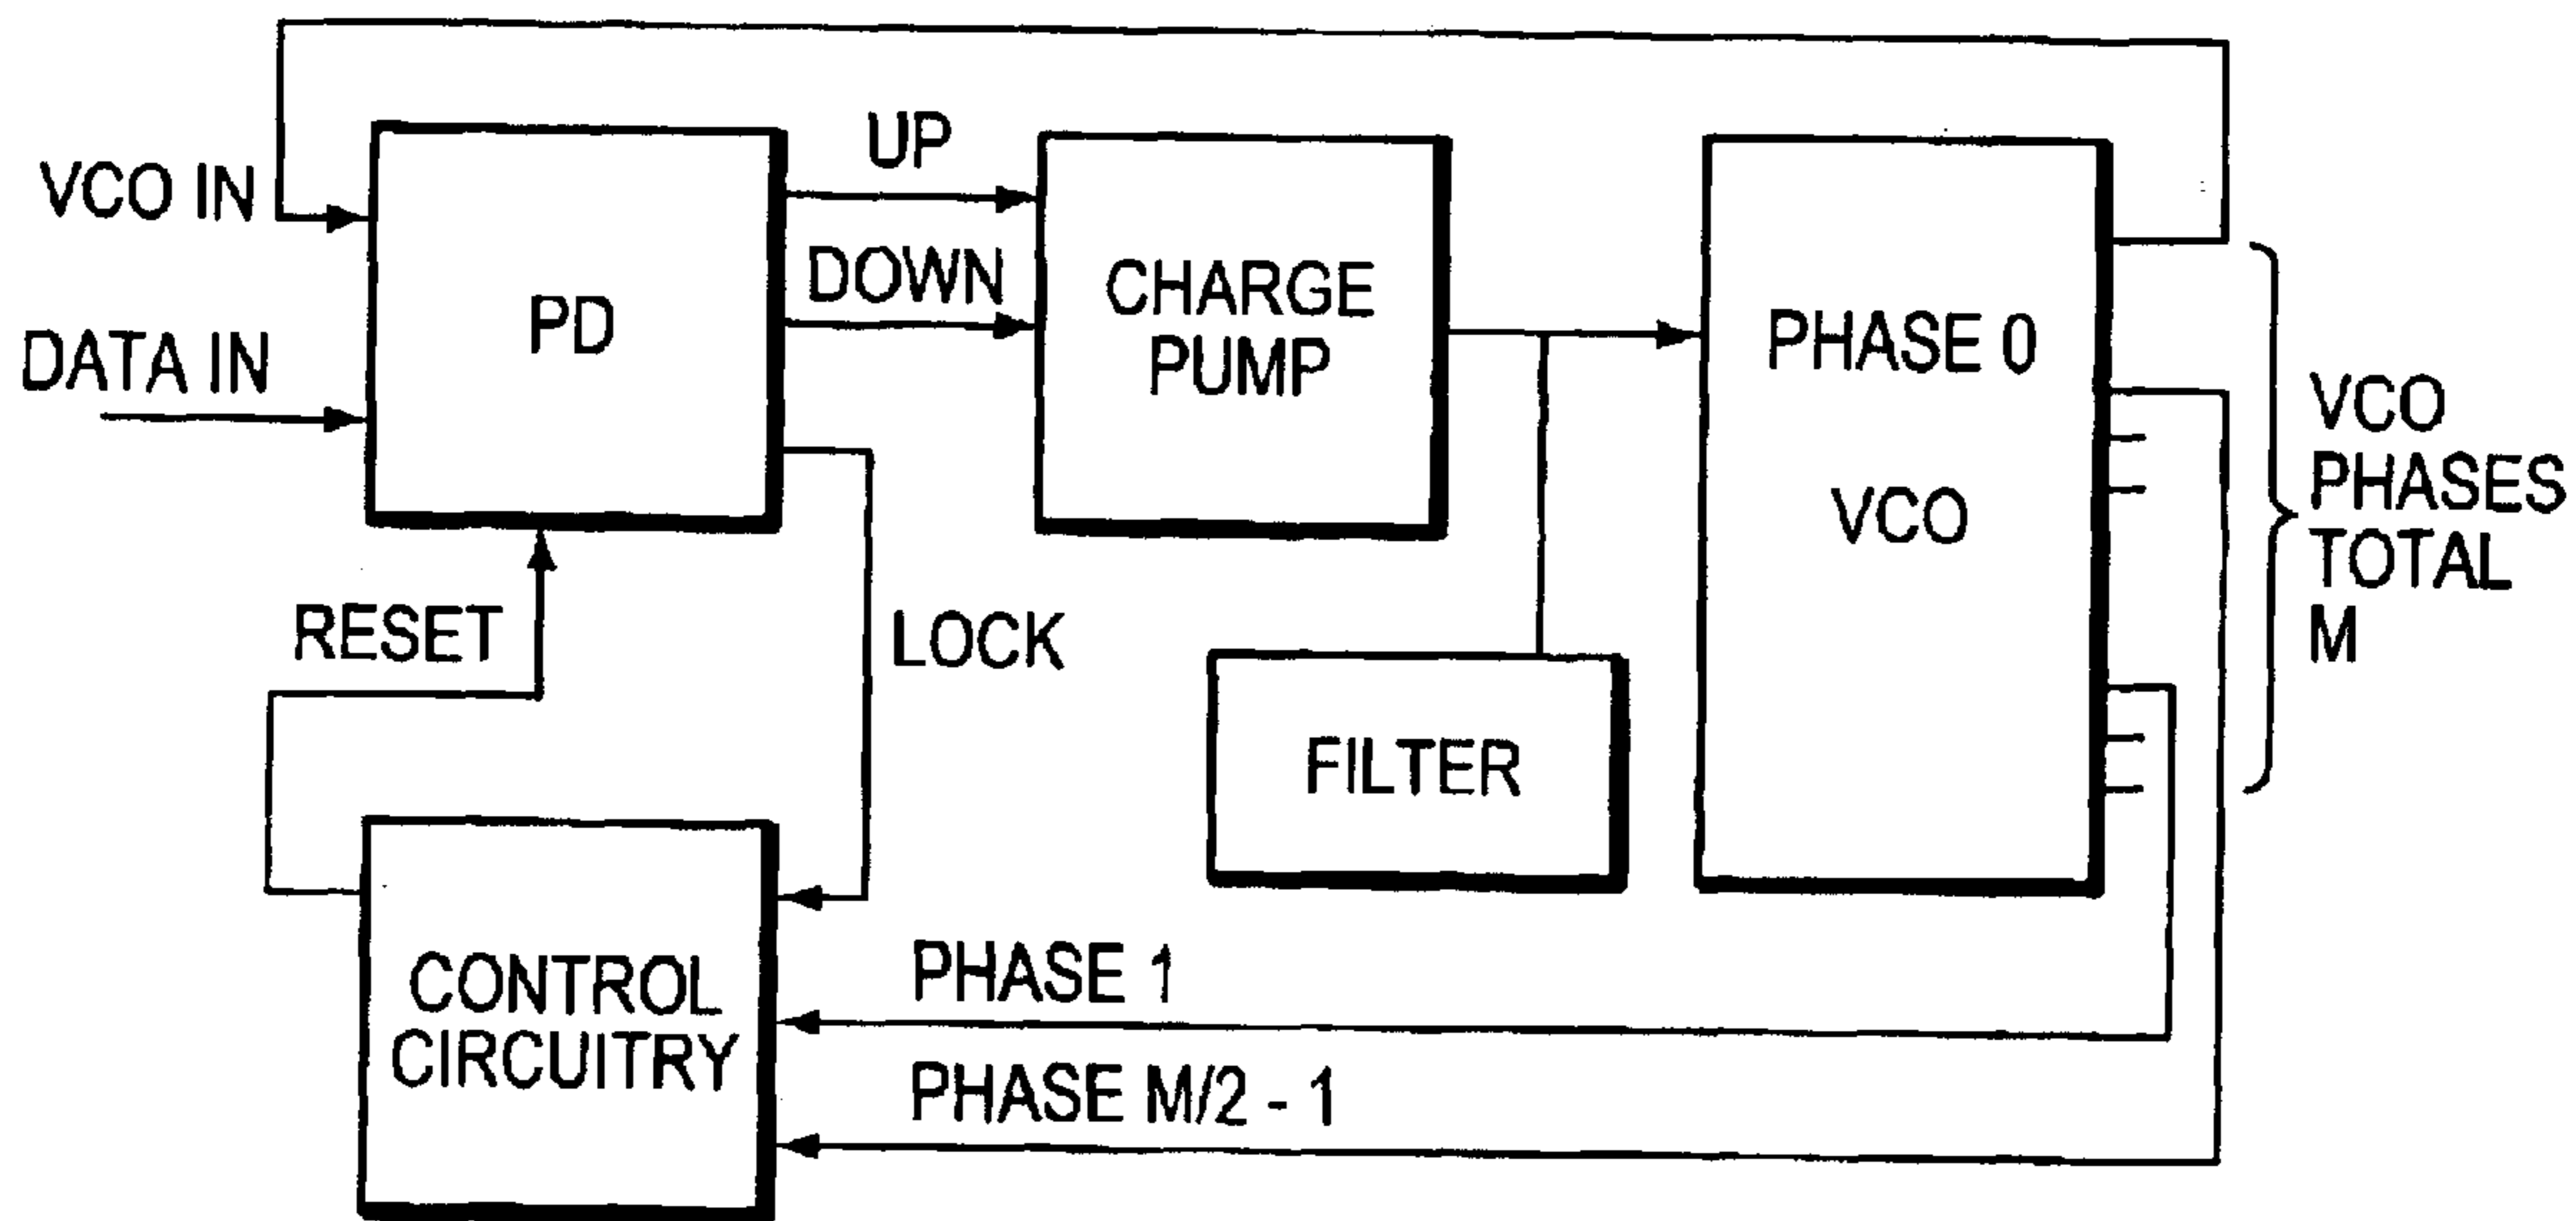 VCO IN
DATA IN
PD
UP
DOWN
CHARGE
PUMP
PHASE 0
VCO
VCO
PHASES
TOTAL
M
RESET
LOCK
FILTER
CONTROL
CIRCUITRY
PHASE 1
PHASE M/2 - 1